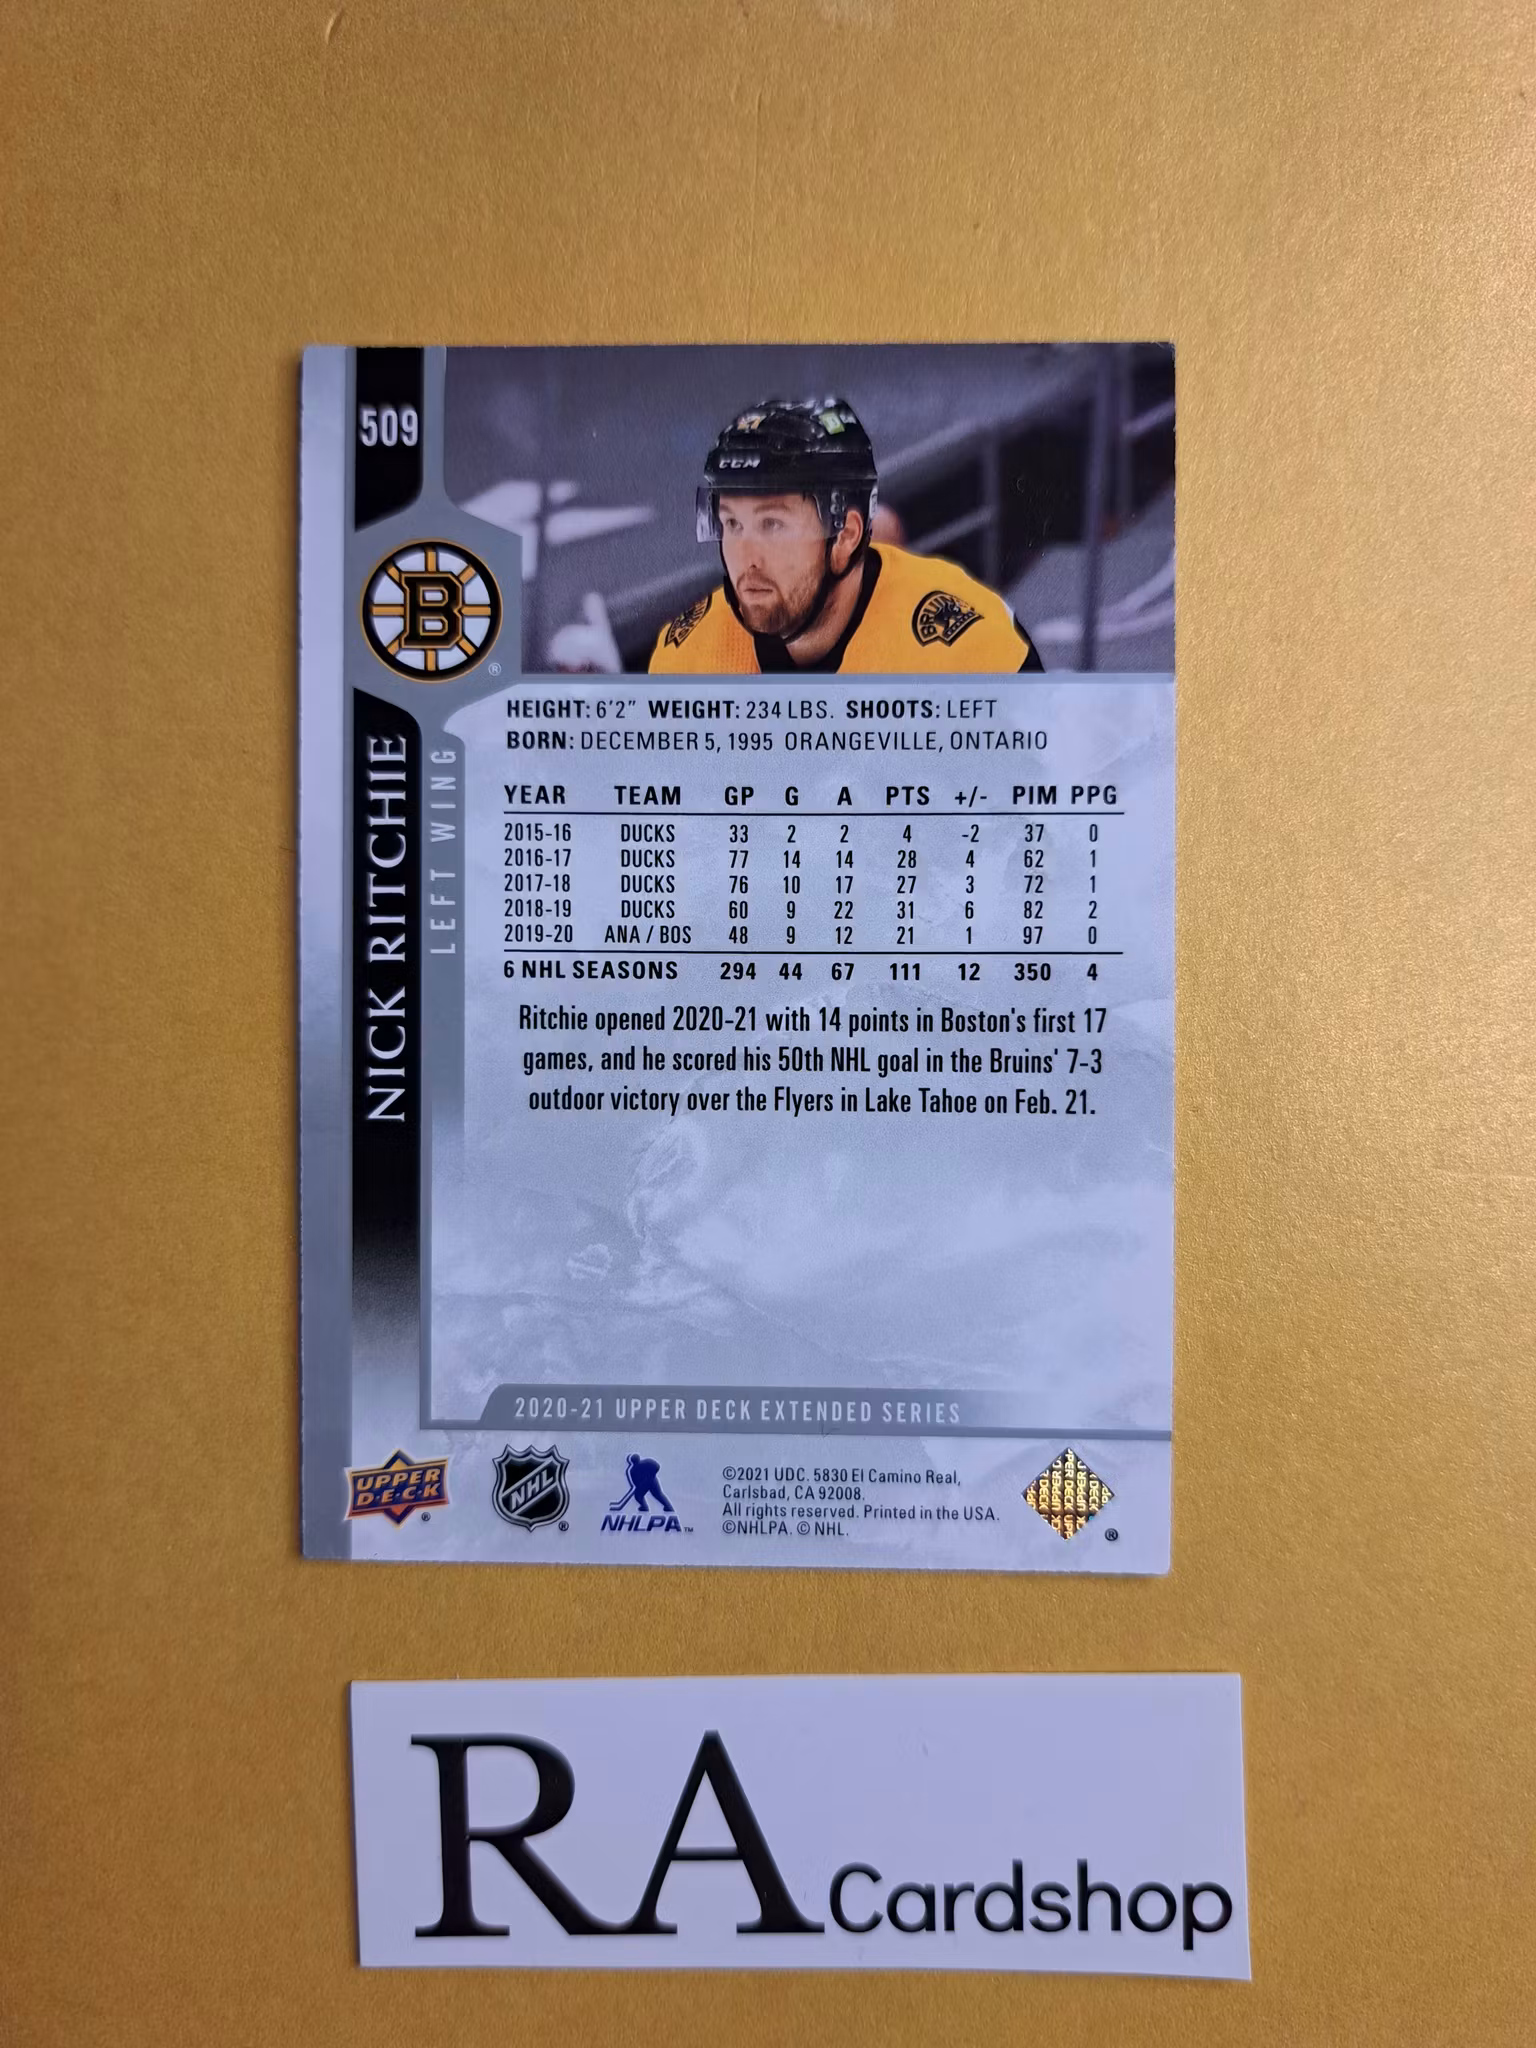 509
CCM
BRUINS
B
®
NICK RITCHIE
LEFT WING
HEIGHT: 6'2" WEIGHT: 234 LBS. SHOOTS: LEFT
BORN: DECEMBER 5, 1995 ORANGEVILLE, ONTARIO
YEAR TEAM GP G A PTS +/- PIM PPG
2015-16 DUCKS 33 2 2 4 -2 37 0
2016-17 DUCKS 77 14 14 28 4 62 1
2017-18 DUCKS 76 10 17 27 3 72 1
2018-19 DUCKS 60 9 22 31 6 82 2
2019-20 ANA / BOS 48 9 12 21 1 97 0
6 NHL SEASONS 294 44 67 111 12 350 4
Ritchie opened 2020-21 with 14 points in Boston's first 17
games, and he scored his 50th NHL goal in the Bruins' 7-3
outdoor victory over the Flyers in Lake Tahoe on Feb. 21.
2020-21 UPPER DECK EXTENDED SERIES
UPPER
D·E·C·K
®
NHL
®
NHLPA™
©2021 UDC. 5830 El Camino Real,
Carlsbad, CA 92008.
All rights reserved. Printed in the USA.
©NHLPA. © NHL.
®
RA Cardshop